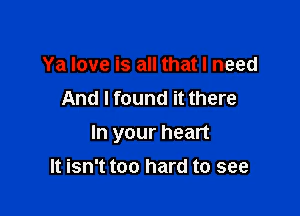 Ya love is all that I need
And I found it there
In your heart
It isn't too hard to see